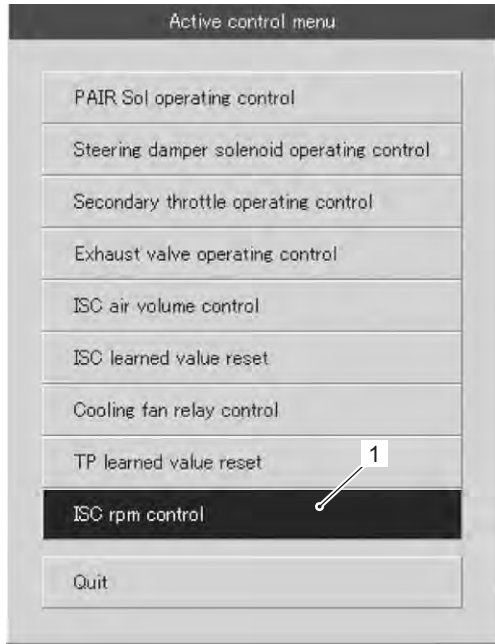 Active control menu
PAIR Sol operating control
Steering damper solenoid operating control
Secondary throttle operating control
Exhaust valve operating control
ISC air volume control
ISC learned value reset
Cooling fan relay control
TP learned value reset
1
ISC rpm control
Quit